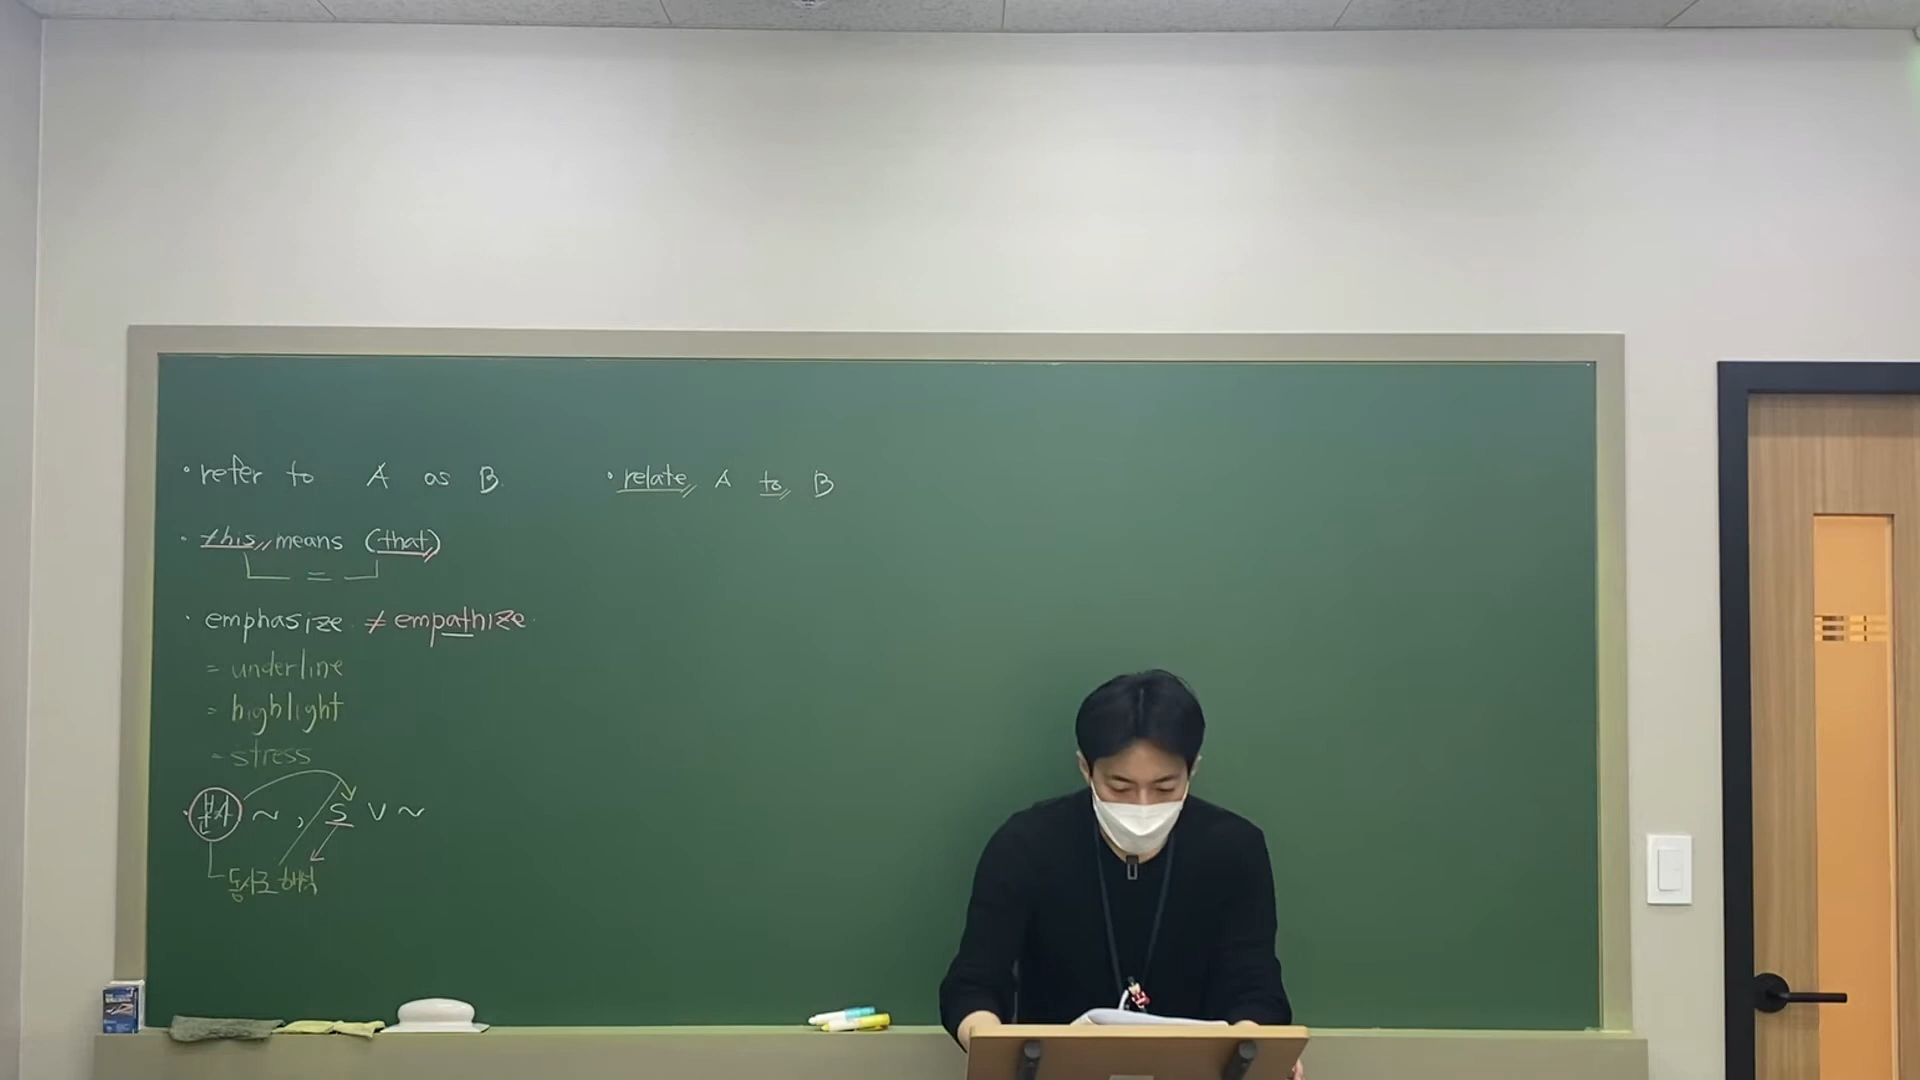 · refer to A as B
· relate A to B
· this means (that)
=
· emphasize ≠ empathize
= underline
= highlight
= stress
· 분사 ~ , S V ~
동사로 해석